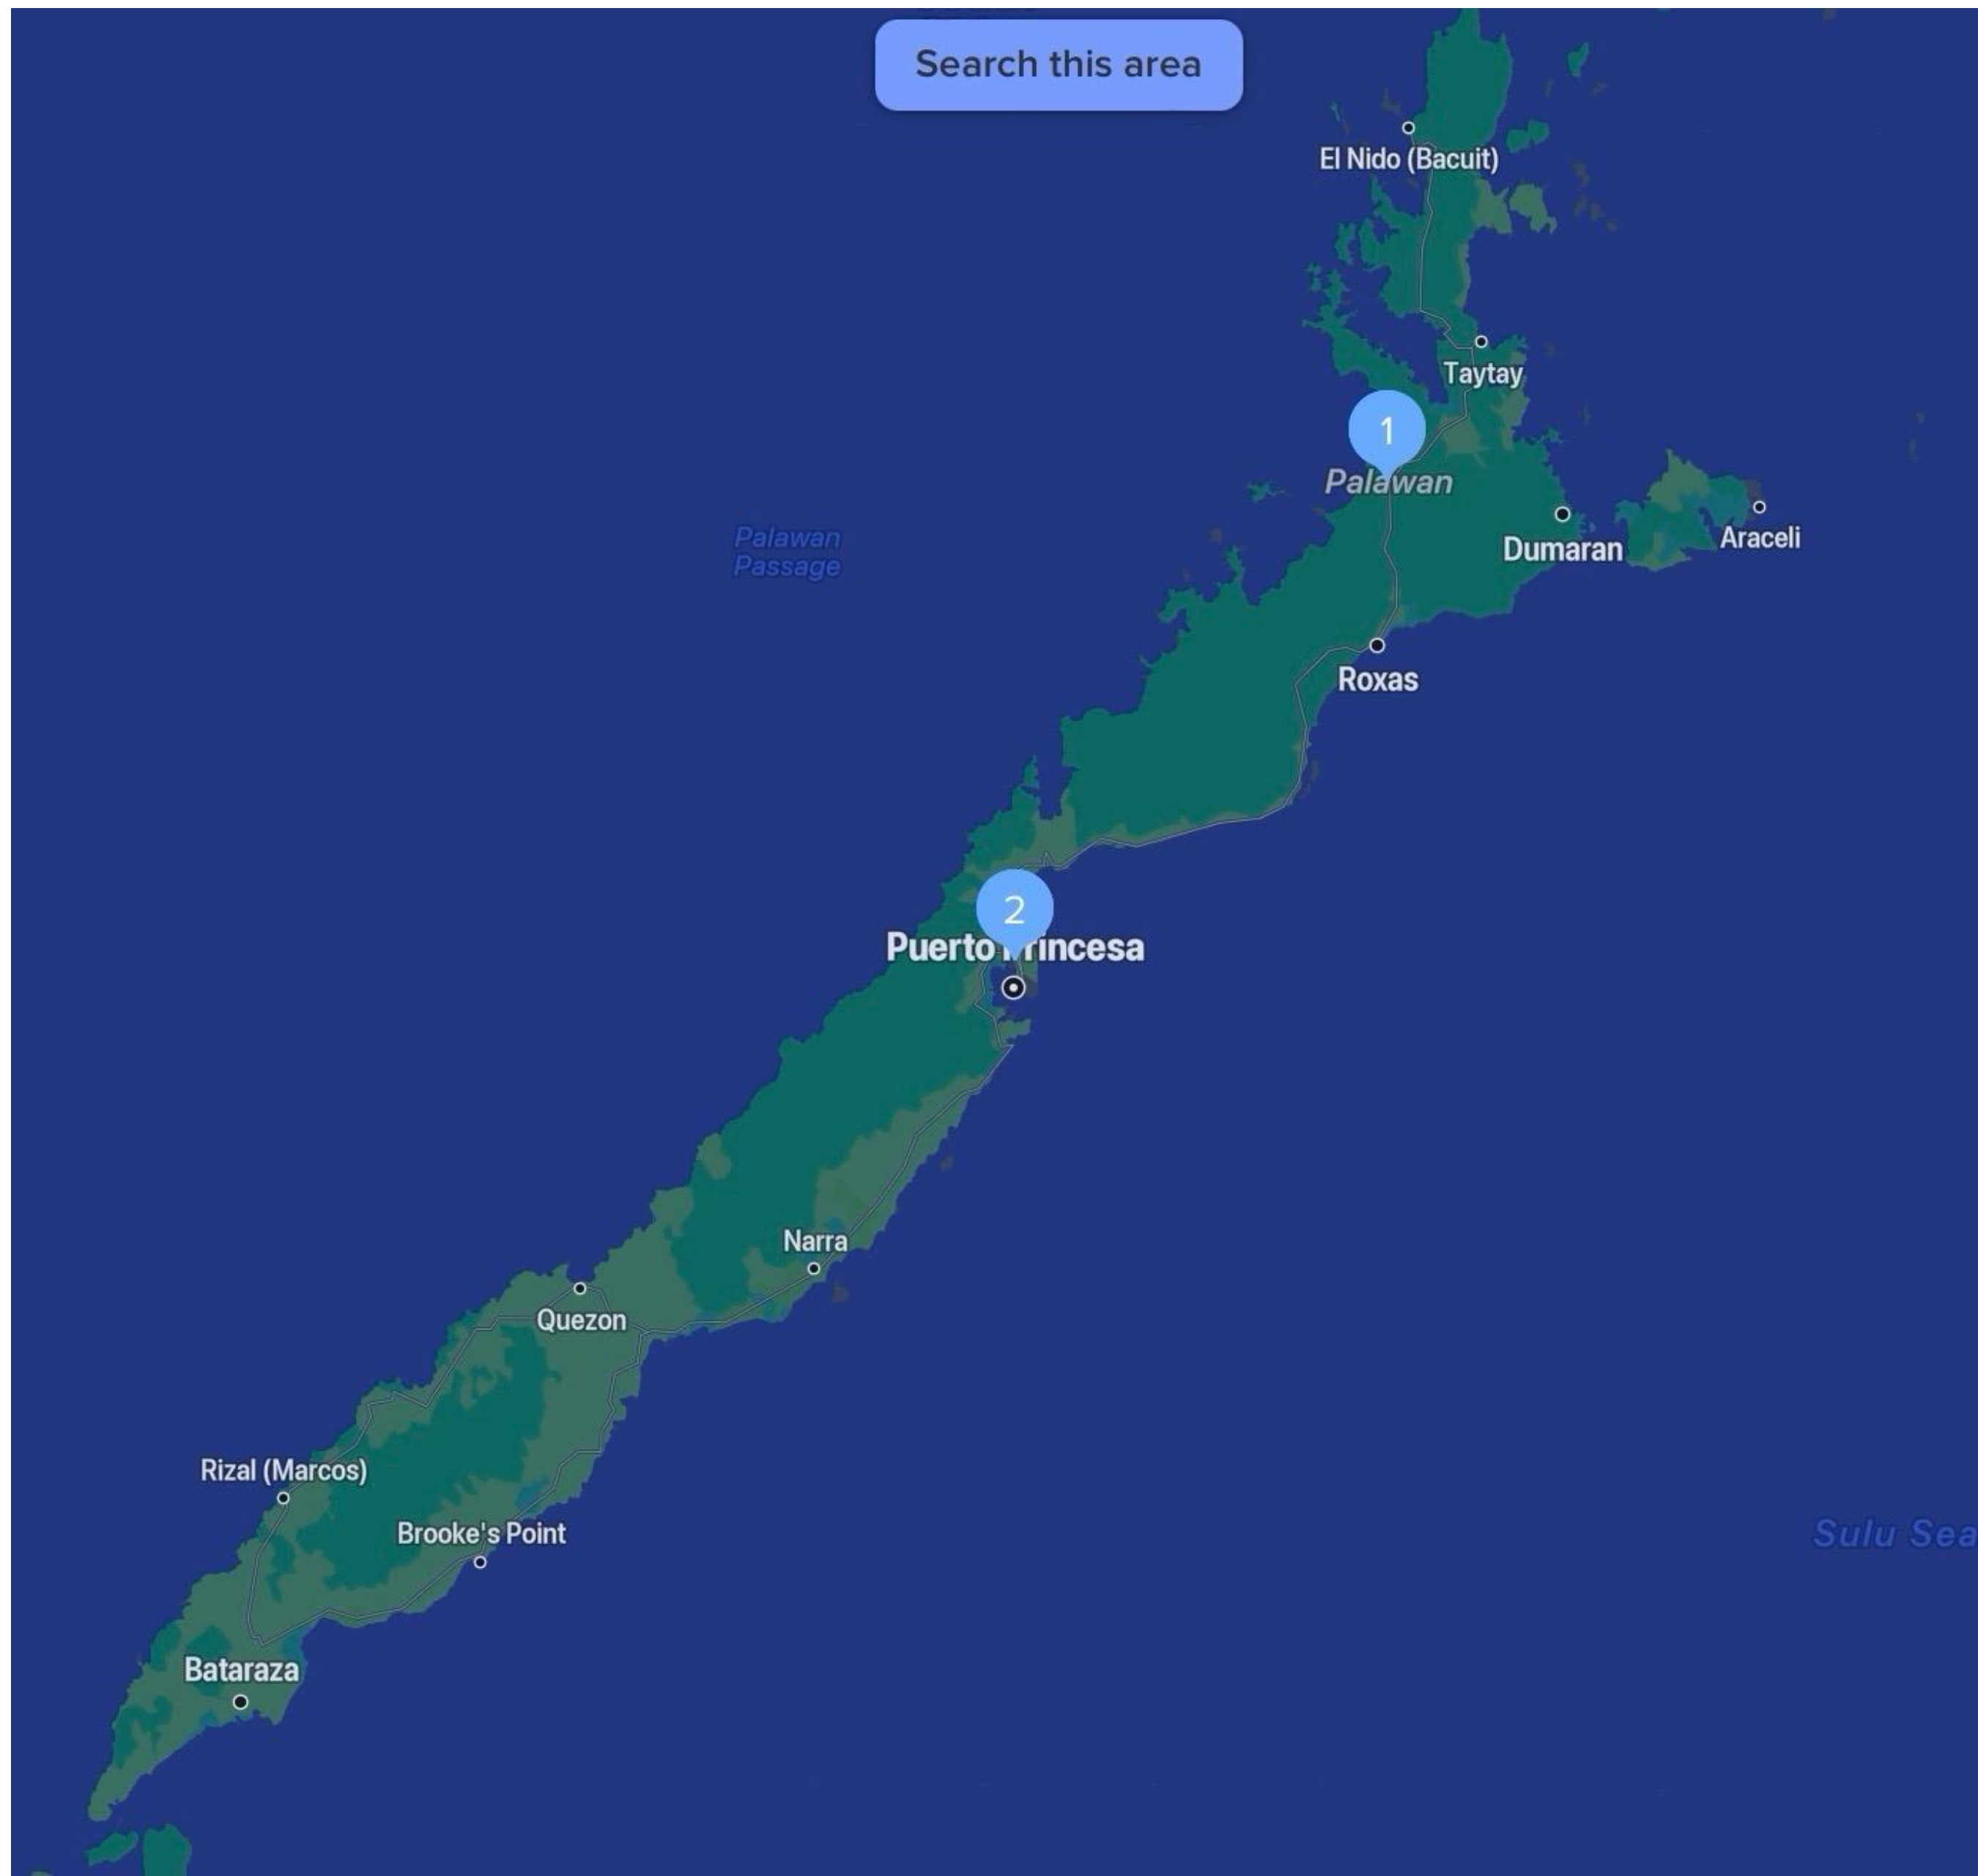 Search this area
El Nido (Bacuit)
Taytay
1
Palawan
Palawan
Passage
Dumaran
Araceli
Roxas
2
Puerto Princesa
Narra
Quezon
Rizal (Marcos)
Brooke's Point
Sulu Sea
Bataraza